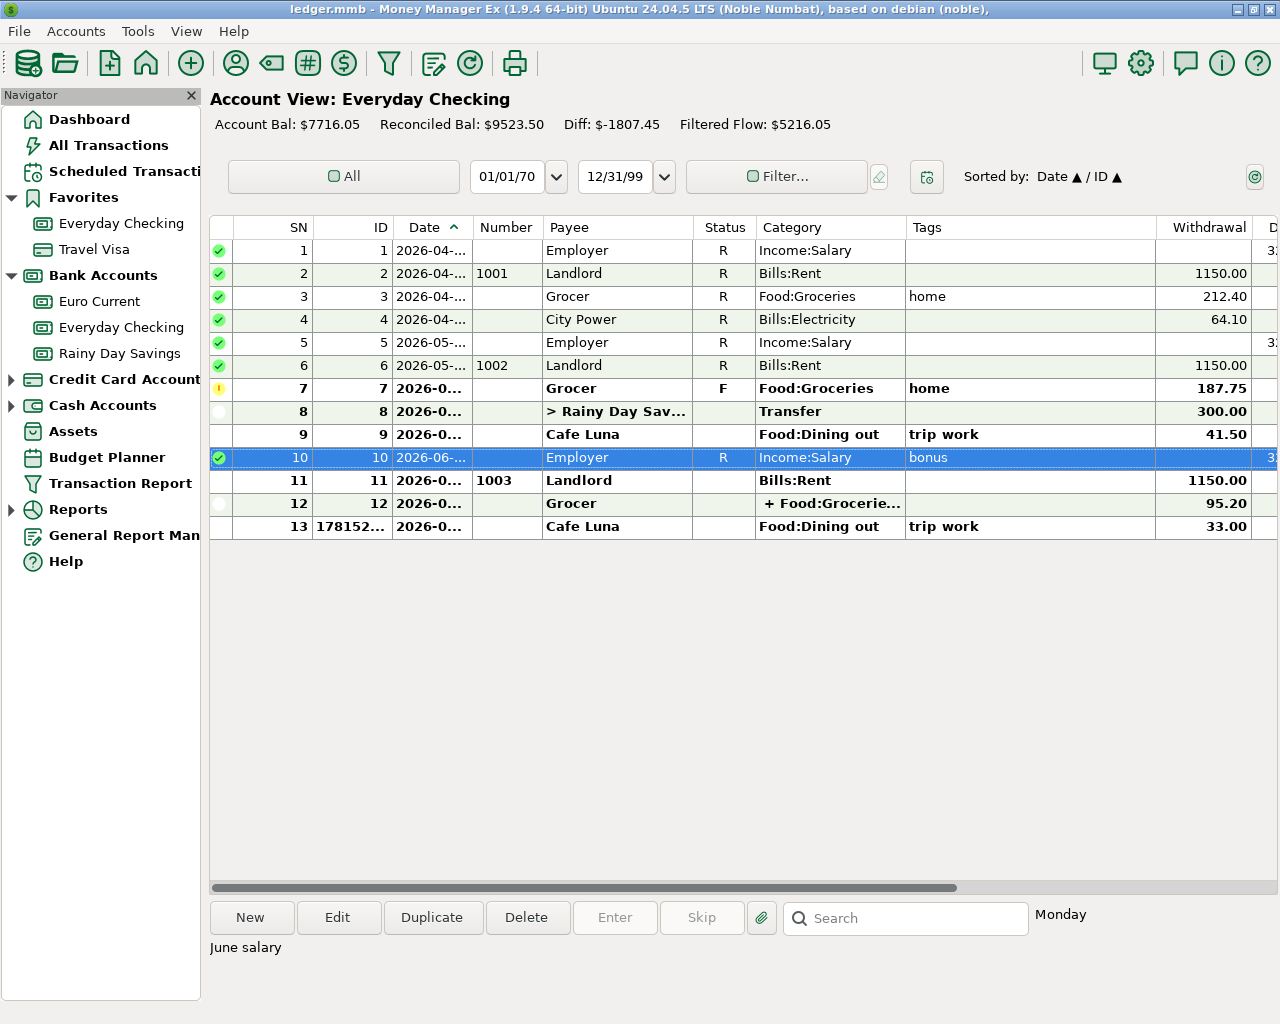 ledger.mmb - Money Manager Ex (1.9.4 64-bit) Ubuntu 24.04.5 LTS (Noble Numbat), based on debian (noble),
File Accounts Tools View Help
Navigator
Dashboard
All Transactions
Scheduled Transacti
Favorites
Everyday Checking
Travel Visa
Bank Accounts
Euro Current
Everyday Checking
Rainy Day Savings
Credit Card Account
Cash Accounts
Assets
Budget Planner
Transaction Report
Reports
General Report Man
Help
Account View: Everyday Checking
Account Bal: $7716.05 Reconciled Bal: $9523.50 Diff: $-1807.45 Filtered Flow: $5216.05
All 01/01/70 12/31/99 Filter... Sorted by: Date ▲ / ID ▲
SN ID Date Number Payee Status Category Tags Withdrawal D
1 1 2026-04-... Employer R Income:Salary 32
2 2 2026-04-... 1001 Landlord R Bills:Rent 1150.00
3 3 2026-04-... Grocer R Food:Groceries home 212.40
4 4 2026-04-... City Power R Bills:Electricity 64.10
5 5 2026-05-... Employer R Income:Salary 32
6 6 2026-05-... 1002 Landlord R Bills:Rent 1150.00
7 7 2026-0... Grocer F Food:Groceries home 187.75
8 8 2026-0... > Rainy Day Sav... Transfer 300.00
9 9 2026-0... Cafe Luna Food:Dining out trip work 41.50
10 10 2026-06-... Employer R Income:Salary bonus 33
11 11 2026-0... 1003 Landlord Bills:Rent 1150.00
12 12 2026-0... Grocer + Food:Grocerie... 95.20
13 178152... 2026-0... Cafe Luna Food:Dining out trip work 33.00
New Edit Duplicate Delete Enter Skip Search Monday
June salary